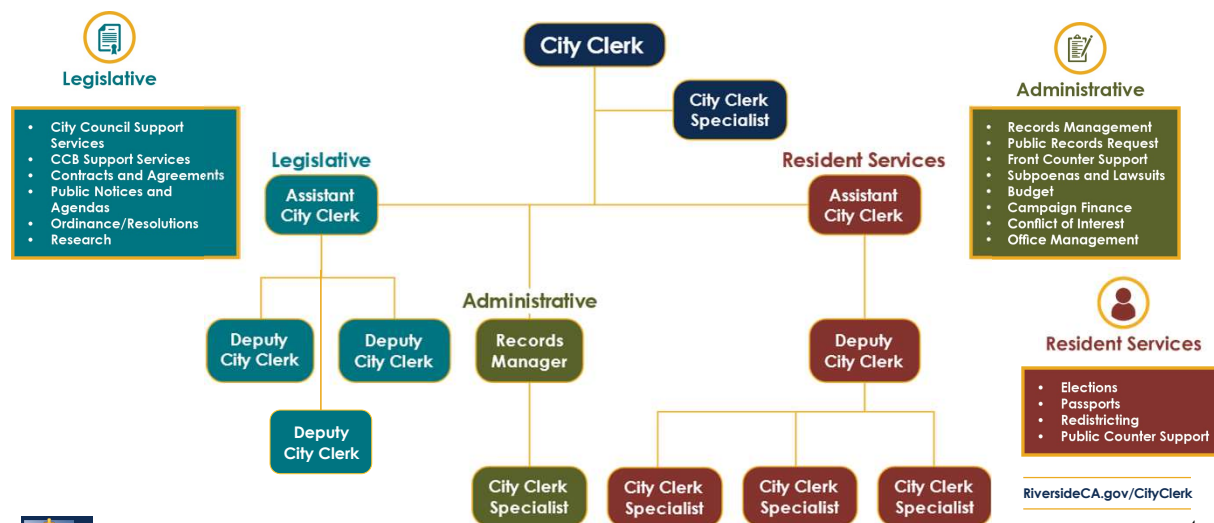 City Clerk
Legislative
City Clerk
Specialist
Administrative
• City Council Support
Services
• CCB Support Services
• Contracts and Agreements
• Public Notices and
Agendas
• Ordinance/Resolutions
• Research
• Records Management
• Public Records Request
• Front Counter Support
• Subpoenas and Lawsuits
• Budget
• Campaign Finance
• Conflict of Interest
• Office Management
Legislative
Assistant
City Clerk
Resident Services
Assistant
City Clerk
Administrative
Deputy
City Clerk
Deputy
City Clerk
Records
Manager
Deputy
City Clerk
Resident Services
• Elections
• Passports
• Redistricting
• Public Counter Support
Deputy
City Clerk
City Clerk
Specialist
City Clerk
Specialist
City Clerk
Specialist
City Clerk
Specialist
RiversideCA.gov/CityClerk